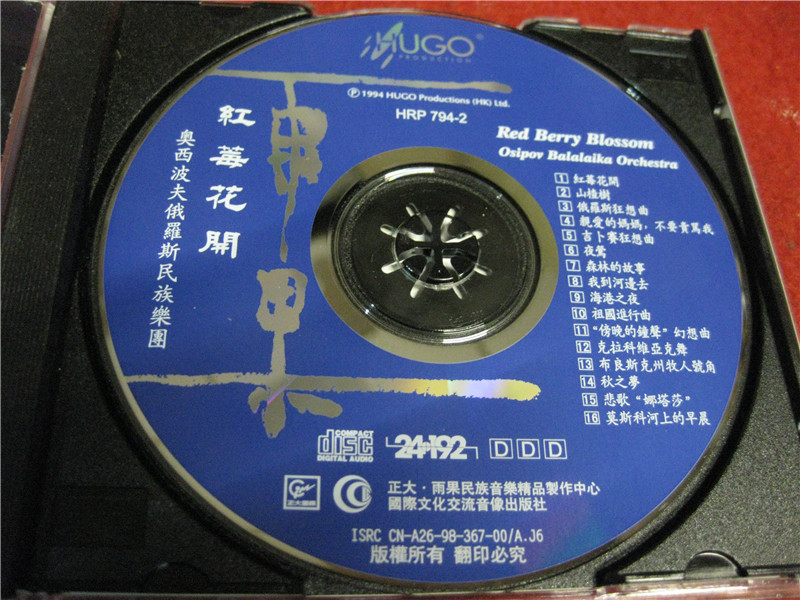 HUGO®
PRODUCTION
℗ 1994 HUGO Productions (HK) Ltd.
HRP 794-2
雨果
紅莓花開
奧西波夫俄羅斯民族樂團
Red Berry Blossom
Osipov Balalaika Orchestra
1 紅莓花開
2 山楂樹
3 俄羅斯狂想曲
4 親愛的媽媽，不要責罵我
5 吉卜賽狂想曲
6 夜鶯
7 森林的故事
8 我到河邊去
9 海港之夜
10 祖國進行曲
11 “傍晚的鐘聲”幻想曲
12 克拉科維亞克舞
13 布良斯克州牧人號角
14 秋之夢
15 悲歌“娜塔莎”
16 莫斯科河上的早晨
COMPACT
disc
DIGITAL AUDIO
24·192
DDD
正大·雨果民族音樂精品製作中心
國際文化交流音像出版社
ISRC CN-A26-98-367-00/A.J6
版權所有 翻印必究